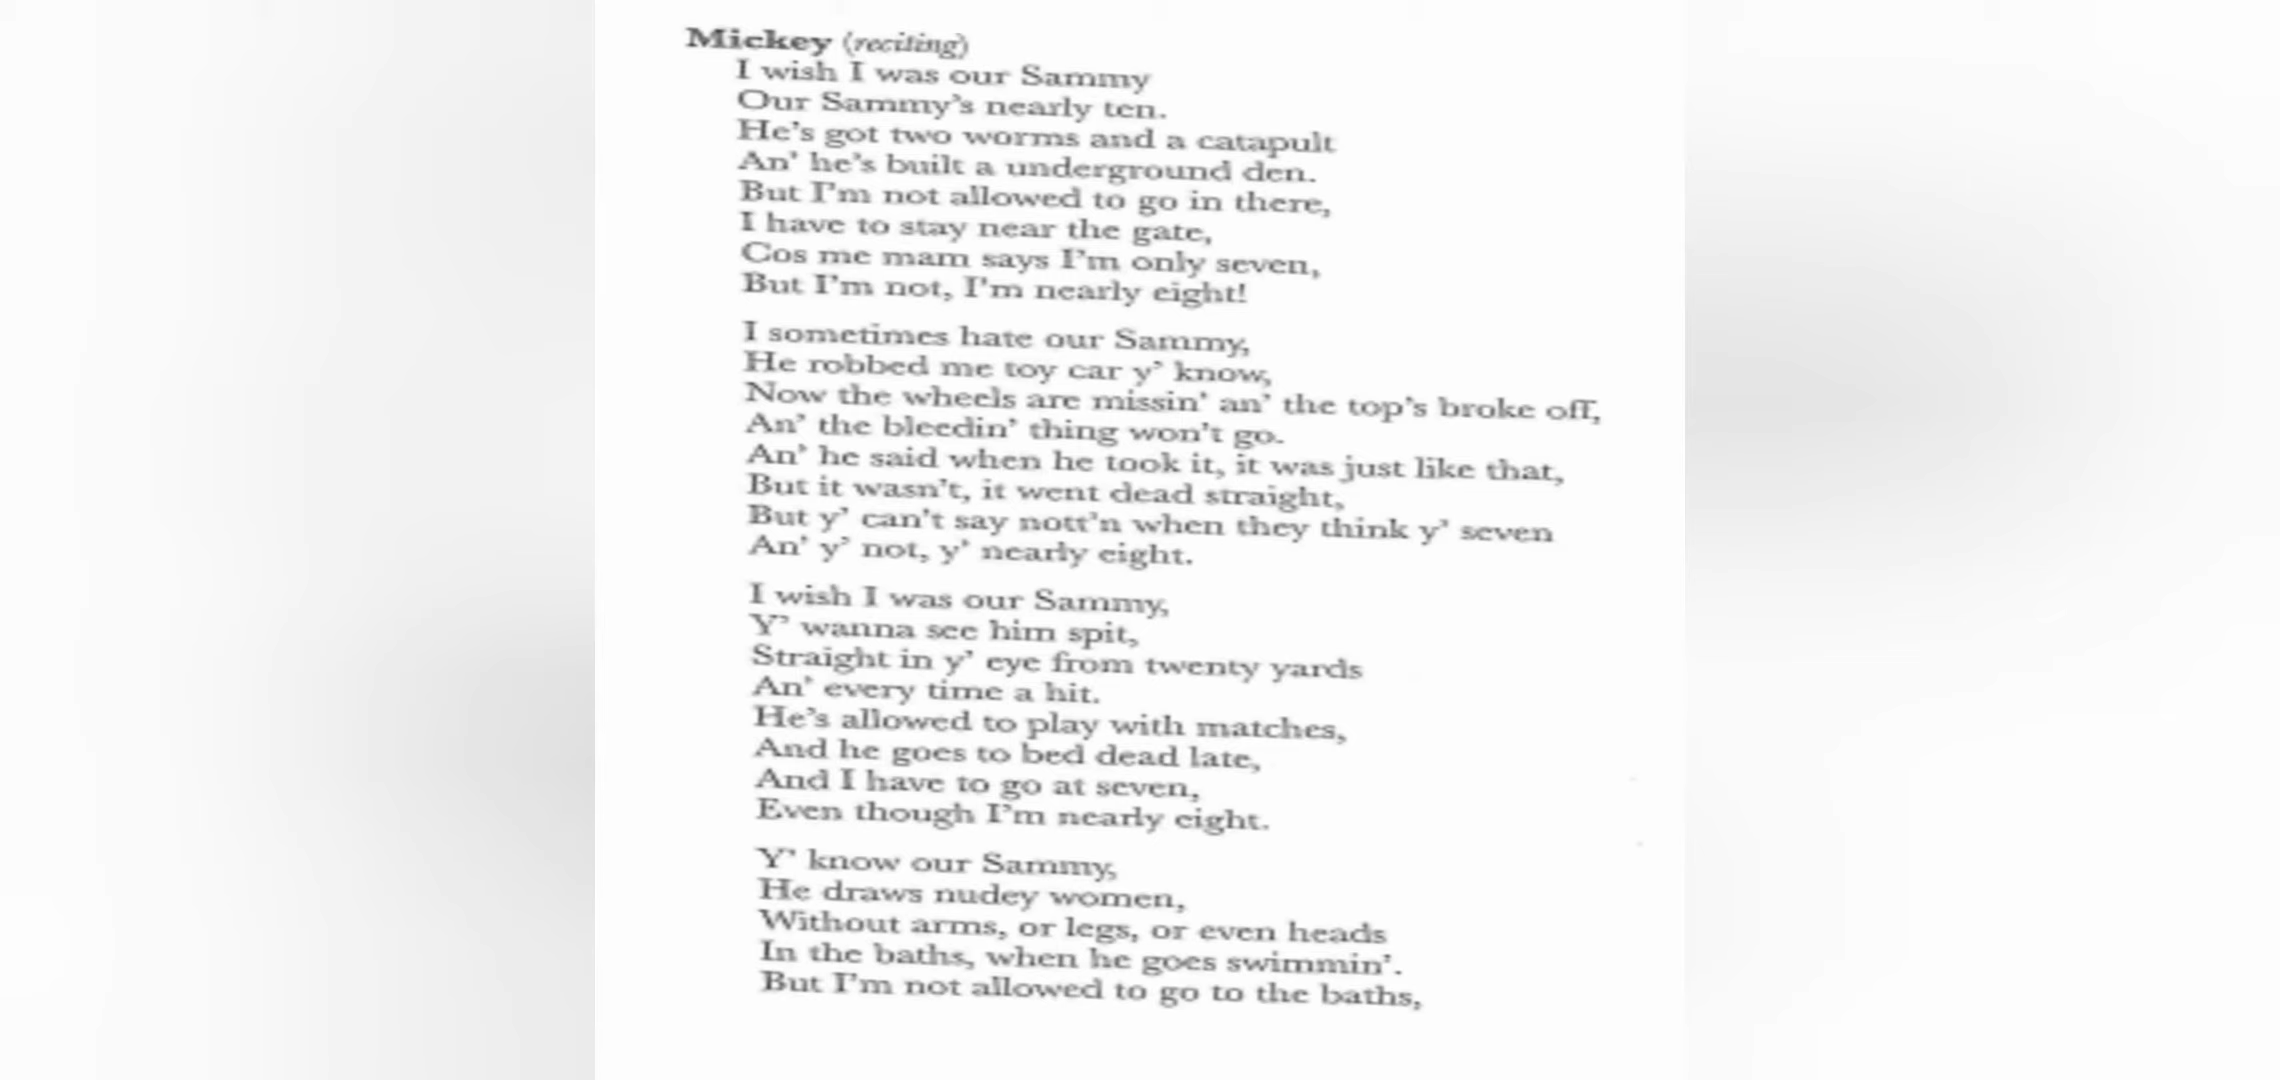 Mickey (reciting)
I wish I was our Sammy
Our Sammy's nearly ten.
He's got two worms and a catapult
An' he's built a underground den.
But I'm not allowed to go in there,
I have to stay near the gate,
Cos me mam says I'm only seven,
But I'm not, I'm nearly eight!
I sometimes hate our Sammy,
He robbed me toy car y' know,
Now the wheels are missin' an' the top's broke off,
An' the bleedin' thing won't go.
An' he said when he took it, it was just like that,
But it wasn't, it went dead straight,
But y' can't say nott'n when they think y' seven
An' y' not, y' nearly eight.
I wish I was our Sammy,
Y' wanna see him spit,
Straight in y' eye from twenty yards
An' every time a hit.
He's allowed to play with matches,
And he goes to bed dead late,
And I have to go at seven,
Even though I'm nearly eight.
Y' know our Sammy,
He draws nudey women,
Without arms, or legs, or even heads
In the baths, when he goes swimmin'.
But I'm not allowed to go to the baths,